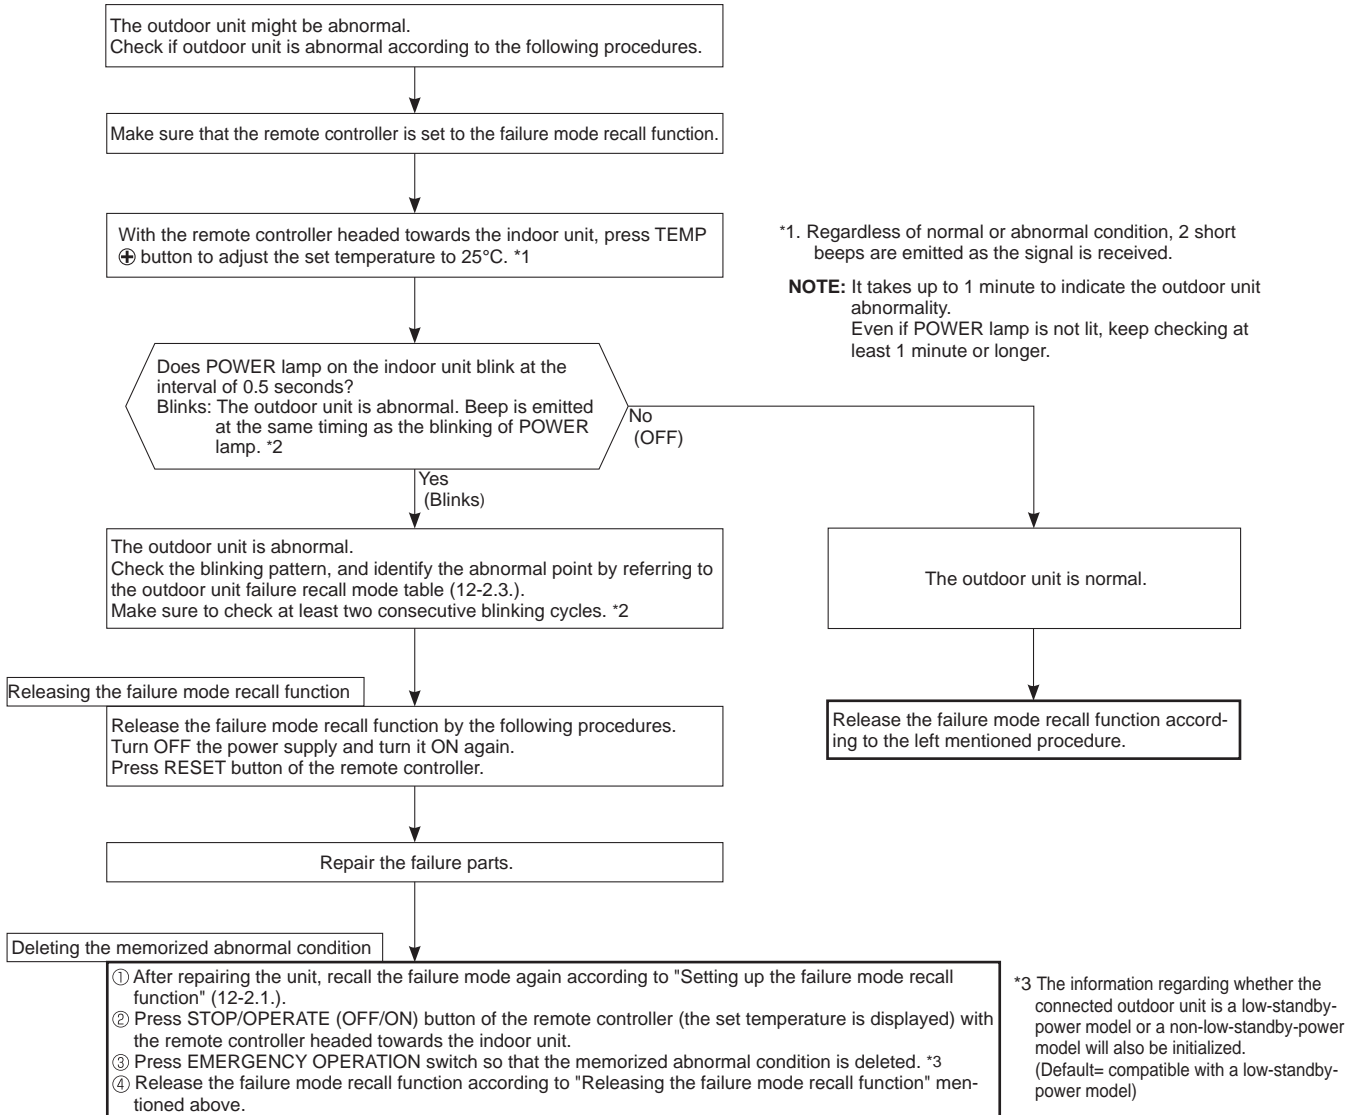 The outdoor unit might be abnormal.
Check if outdoor unit is abnormal according to the following procedures.
Make sure that the remote controller is set to the failure mode recall function.
With the remote controller headed towards the indoor unit, press TEMP
⊕ button to adjust the set temperature to 25°C. *1
*1. Regardless of normal or abnormal condition, 2 short
beeps are emitted as the signal is received.
NOTE: It takes up to 1 minute to indicate the outdoor unit
abnormality.
Even if POWER lamp is not lit, keep checking at
least 1 minute or longer.
Does POWER lamp on the indoor unit blink at the
interval of 0.5 seconds?
Blinks: The outdoor unit is abnormal. Beep is emitted
at the same timing as the blinking of POWER
lamp. *2
No
(OFF)
Yes
(Blinks)
The outdoor unit is abnormal.
Check the blinking pattern, and identify the abnormal point by referring to
the outdoor unit failure recall mode table (12-2.3.).
Make sure to check at least two consecutive blinking cycles. *2
The outdoor unit is normal.
Releasing the failure mode recall function
Release the failure mode recall function by the following procedures.
Turn OFF the power supply and turn it ON again.
Press RESET button of the remote controller.
Release the failure mode recall function accord-
ing to the left mentioned procedure.
Repair the failure parts.
Deleting the memorized abnormal condition
① After repairing the unit, recall the failure mode again according to "Setting up the failure mode recall
function" (12-2.1.).
② Press STOP/OPERATE (OFF/ON) button of the remote controller (the set temperature is displayed) with
the remote controller headed towards the indoor unit.
③ Press EMERGENCY OPERATION switch so that the memorized abnormal condition is deleted. *3
④ Release the failure mode recall function according to "Releasing the failure mode recall function" men-
tioned above.
*3 The information regarding whether the
connected outdoor unit is a low-standby-
power model or a non-low-standby-power
model will also be initialized.
(Default= compatible with a low-standby-
power model)